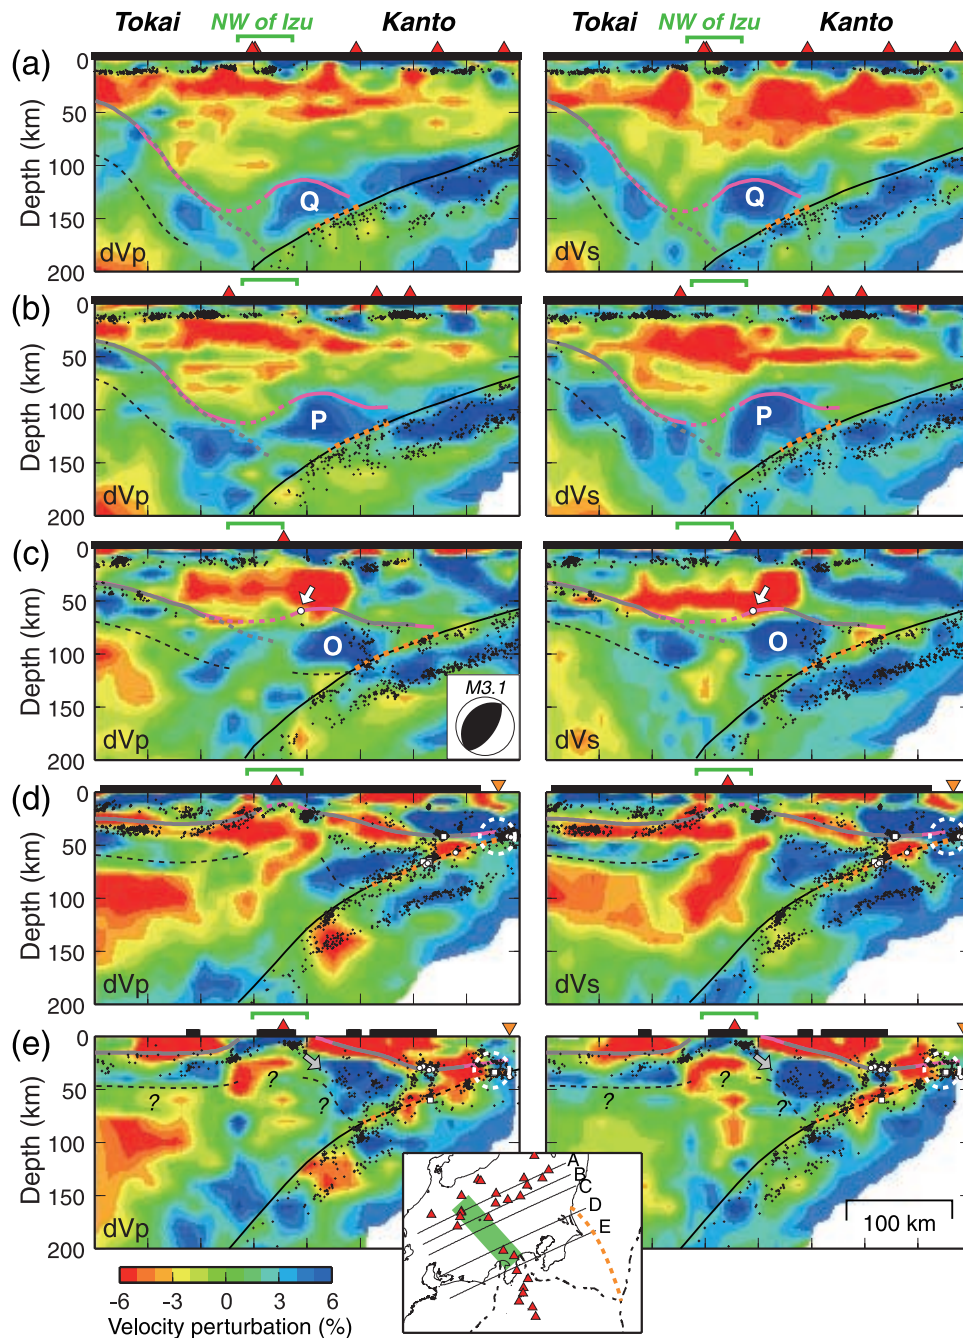 Tokai NW of Izu Kanto
Tokai NW of Izu Kanto
(a)
0
50
100
150
200
Depth (km)
Q
dVp
Q
dVs
(b)
0
50
100
150
200
Depth (km)
P
dVp
P
dVs
(c)
0
50
100
150
200
Depth (km)
O
M3.1
dVp
O
dVs
(d)
0
50
100
150
200
Depth (km)
dVp
dVs
(e)
0
50
100
150
200
Depth (km)
?
?
dVp
?
?
100 km
A
B
C
D
E
-6 -3 0 3 6
Velocity perturbation (%)